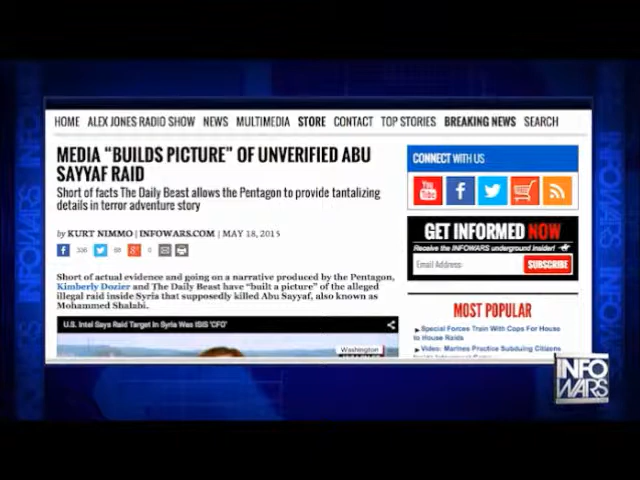 HOME ALEX JONES RADIO SHOW NEWS MULTIMEDIA STORE CONTACT TOP STORIES BREAKING NEWS SEARCH
MEDIA “BUILDS PICTURE” OF UNVERIFIED ABU
SAYYAF RAID
Short of facts The Daily Beast allows the Pentagon to provide tantalizing
details in terror adventure story
by KURT NIMMO | INFOWARS.COM | MAY 18, 2015
0
Short of actual evidence and going on a narrative produced by the Pentagon,
Kimberly Dozier and The Daily Beast have “built a picture” of the alleged
illegal raid inside Syria that supposedly killed Abu Sayyaf, also known as
Mohammed Shalabi.
U.S. Intel Says Raid Target In Syria Was ISIS 'CFO'
Washington
CONNECT WITH US
You
Tube
GET INFORMED NOW
Receive the INFOWARS underground Insider!
Email Address
SUBSCRIBE
MOST POPULAR
Special Forces Train With Cops For House
to House Raids
Video: Marines Practice Subduing Citizens
INFO
WARS
INFOWARS